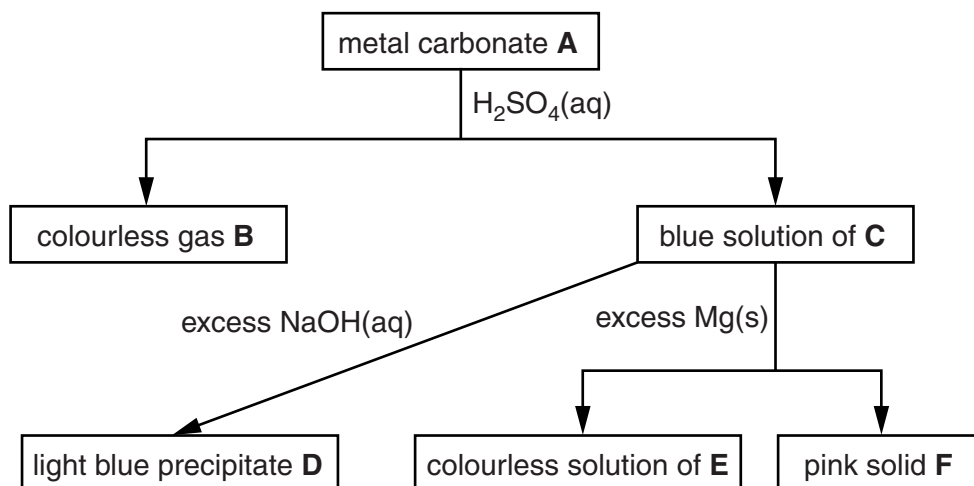 metal carbonate A
H₂SO₄(aq)
colourless gas B
blue solution of C
excess NaOH(aq)
excess Mg(s)
light blue precipitate D
colourless solution of E
pink solid F